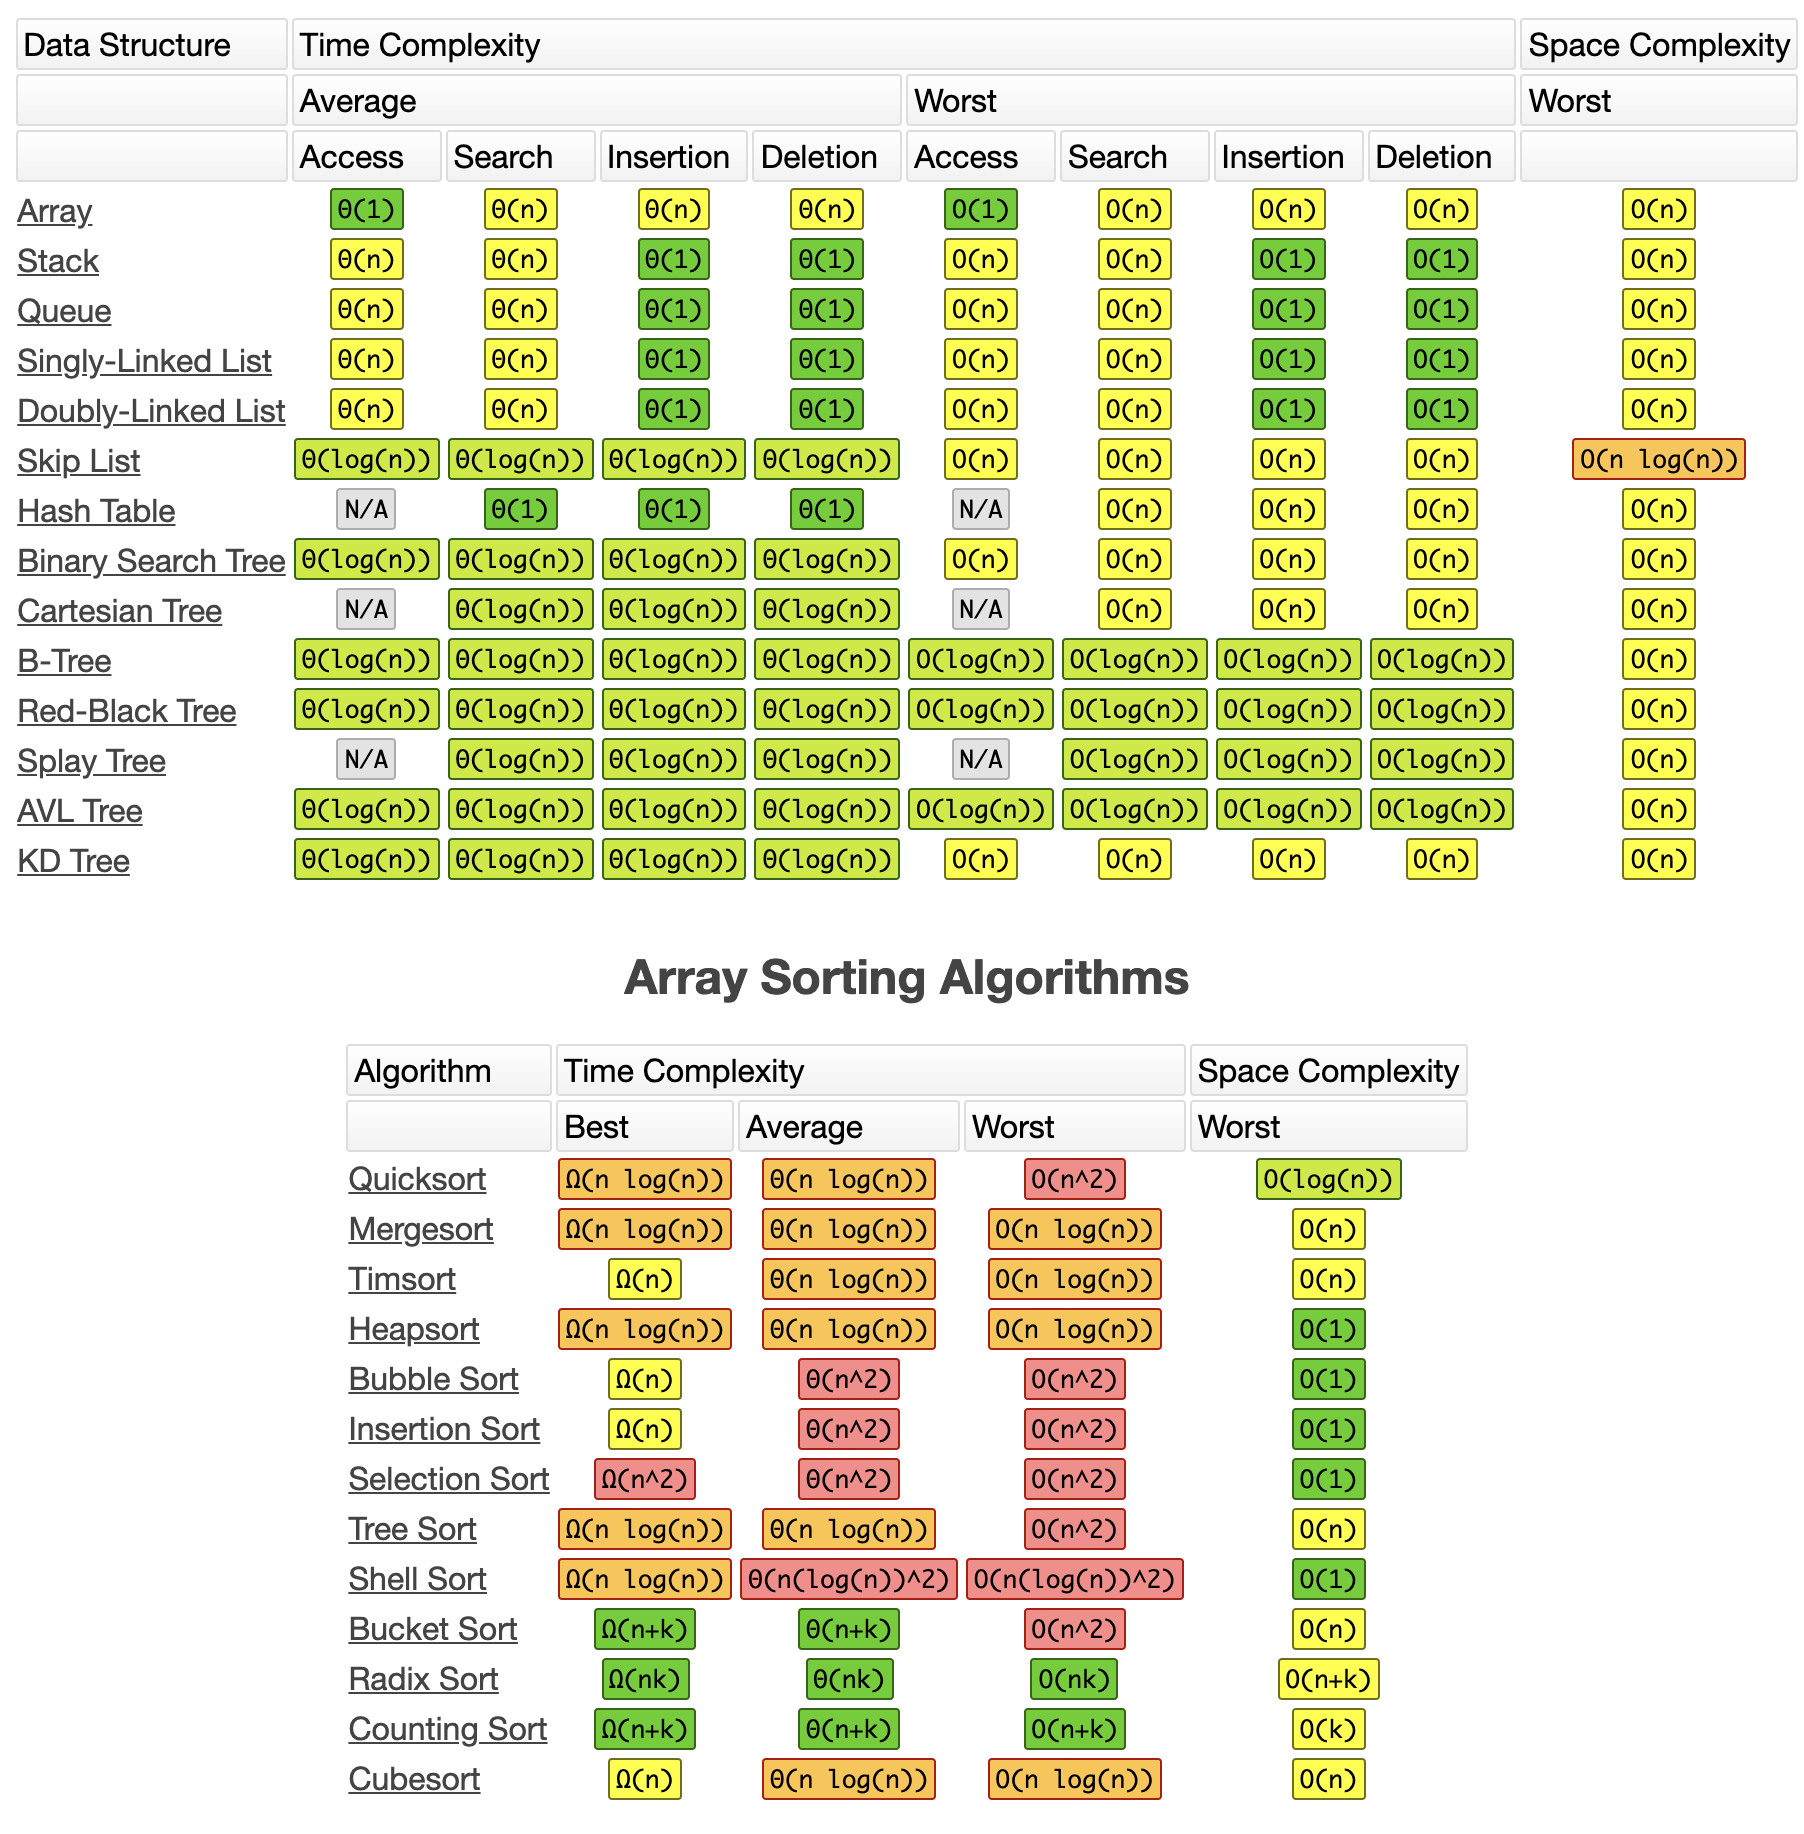 Data Structure Time Complexity Space Complexity
Average Worst Worst
Access Search Insertion Deletion Access Search Insertion Deletion
Array Θ(1) Θ(n) Θ(n) Θ(n) O(1) O(n) O(n) O(n) O(n)
Stack Θ(n) Θ(n) Θ(1) Θ(1) O(n) O(n) O(1) O(1) O(n)
Queue Θ(n) Θ(n) Θ(1) Θ(1) O(n) O(n) O(1) O(1) O(n)
Singly-Linked List Θ(n) Θ(n) Θ(1) Θ(1) O(n) O(n) O(1) O(1) O(n)
Doubly-Linked List Θ(n) Θ(n) Θ(1) Θ(1) O(n) O(n) O(1) O(1) O(n)
Skip List Θ(log(n)) Θ(log(n)) Θ(log(n)) Θ(log(n)) O(n) O(n) O(n) O(n) O(n log(n))
Hash Table N/A Θ(1) Θ(1) Θ(1) N/A O(n) O(n) O(n) O(n)
Binary Search Tree Θ(log(n)) Θ(log(n)) Θ(log(n)) Θ(log(n)) O(n) O(n) O(n) O(n) O(n)
Cartesian Tree N/A Θ(log(n)) Θ(log(n)) Θ(log(n)) N/A O(n) O(n) O(n) O(n)
B-Tree Θ(log(n)) Θ(log(n)) Θ(log(n)) Θ(log(n)) O(log(n)) O(log(n)) O(log(n)) O(log(n)) O(n)
Red-Black Tree Θ(log(n)) Θ(log(n)) Θ(log(n)) Θ(log(n)) O(log(n)) O(log(n)) O(log(n)) O(log(n)) O(n)
Splay Tree N/A Θ(log(n)) Θ(log(n)) Θ(log(n)) N/A O(log(n)) O(log(n)) O(log(n)) O(n)
AVL Tree Θ(log(n)) Θ(log(n)) Θ(log(n)) Θ(log(n)) O(log(n)) O(log(n)) O(log(n)) O(log(n)) O(n)
KD Tree Θ(log(n)) Θ(log(n)) Θ(log(n)) Θ(log(n)) O(n) O(n) O(n) O(n) O(n)
Array Sorting Algorithms
Algorithm Time Complexity Space Complexity
Best Average Worst Worst
Quicksort Ω(n log(n)) Θ(n log(n)) O(n^2) O(log(n))
Mergesort Ω(n log(n)) Θ(n log(n)) O(n log(n)) O(n)
Timsort Ω(n) Θ(n log(n)) O(n log(n)) O(n)
Heapsort Ω(n log(n)) Θ(n log(n)) O(n log(n)) O(1)
Bubble Sort Ω(n) Θ(n^2) O(n^2) O(1)
Insertion Sort Ω(n) Θ(n^2) O(n^2) O(1)
Selection Sort Ω(n^2) Θ(n^2) O(n^2) O(1)
Tree Sort Ω(n log(n)) Θ(n log(n)) O(n^2) O(n)
Shell Sort Ω(n log(n)) Θ(n(log(n))^2) O(n(log(n))^2) O(1)
Bucket Sort Ω(n+k) Θ(n+k) O(n^2) O(n)
Radix Sort Ω(nk) Θ(nk) O(nk) O(n+k)
Counting Sort Ω(n+k) Θ(n+k) O(n+k) O(k)
Cubesort Ω(n) Θ(n log(n)) O(n log(n)) O(n)